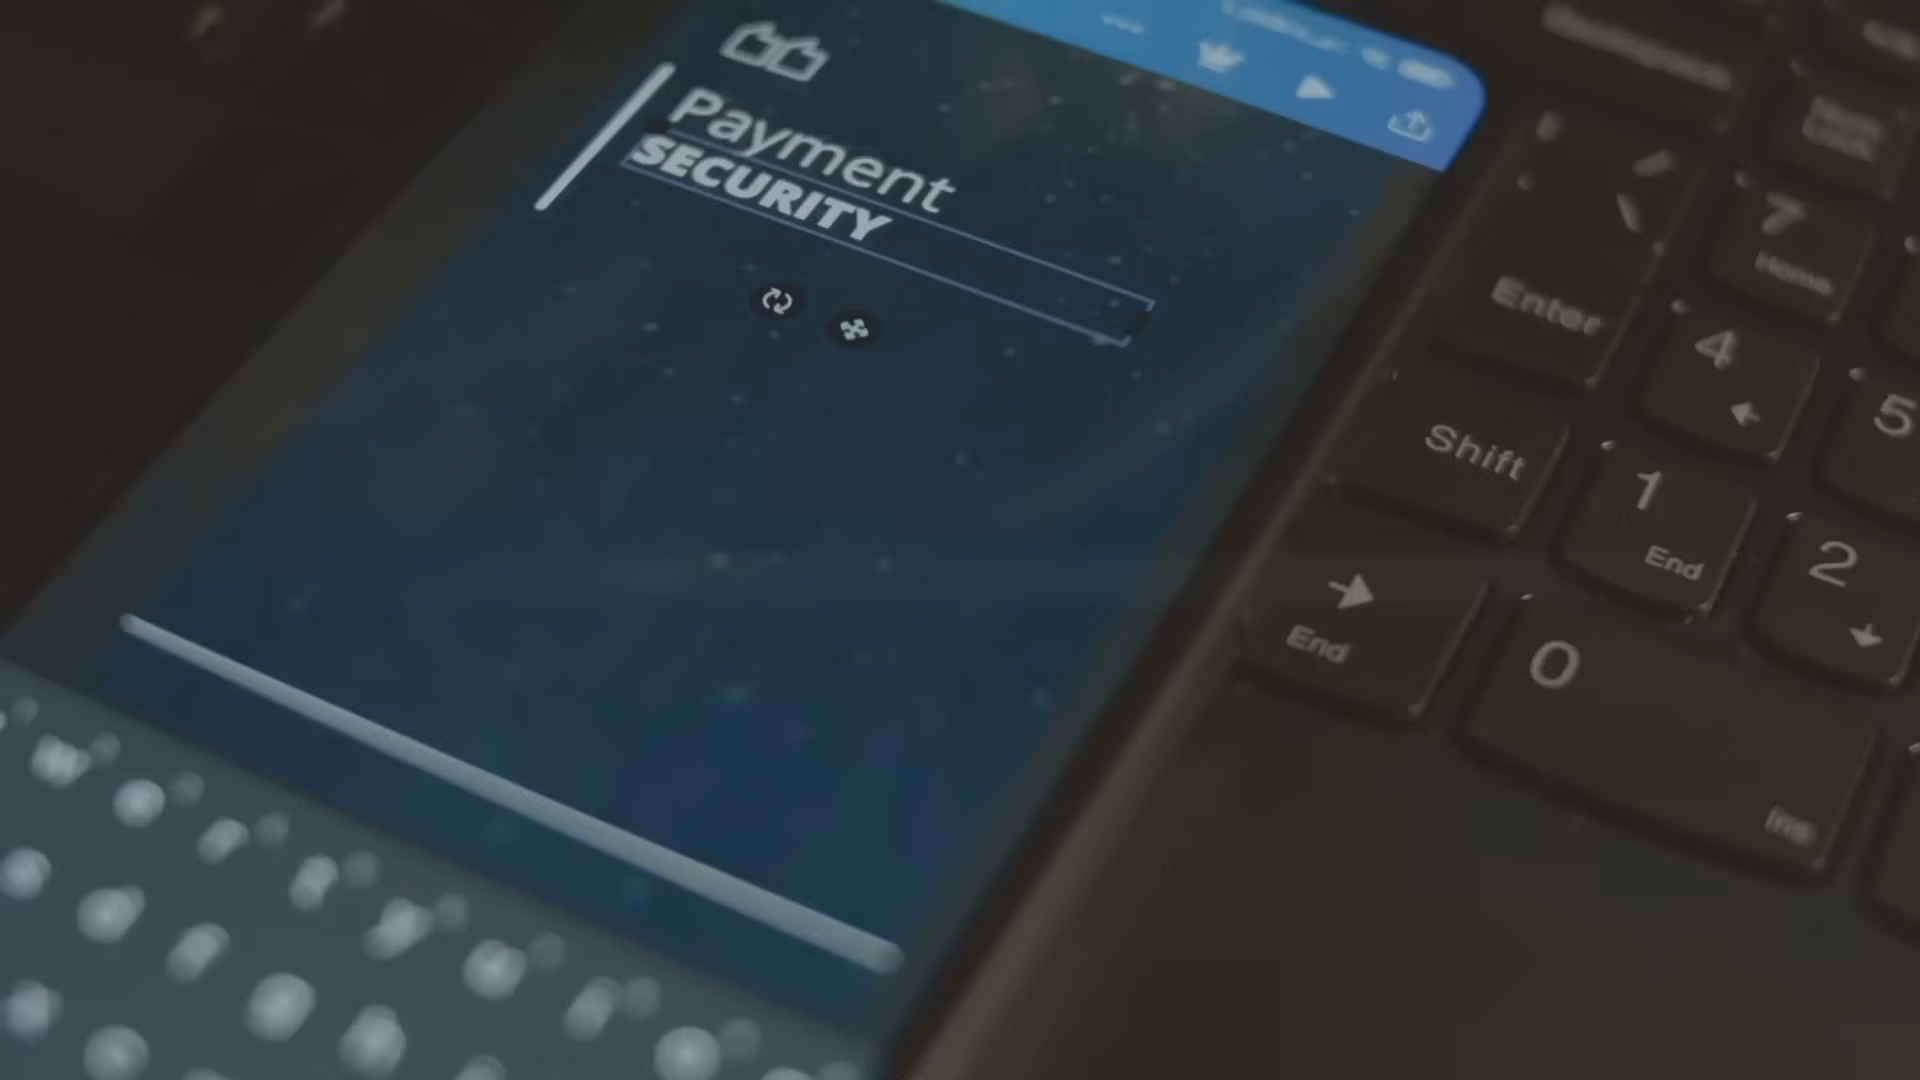 Payment
SECURITY
Enter
7
Home
4
5
Shift
1
End
2
End
0
Ins